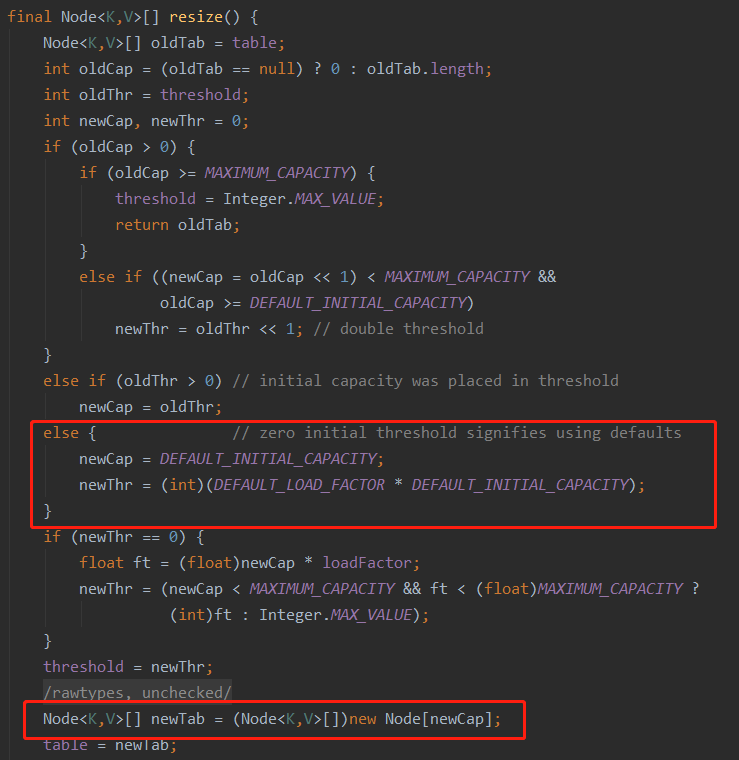 final Node<K,V>[] resize() {
Node<K,V>[] oldTab = table;
int oldCap = (oldTab == null) ? 0 : oldTab.length;
int oldThr = threshold;
int newCap, newThr = 0;
if (oldCap > 0) {
if (oldCap >= MAXIMUM_CAPACITY) {
threshold = Integer.MAX_VALUE;
return oldTab;
}
else if ((newCap = oldCap << 1) < MAXIMUM_CAPACITY &&
oldCap >= DEFAULT_INITIAL_CAPACITY)
newThr = oldThr << 1; // double threshold
}
else if (oldThr > 0) // initial capacity was placed in threshold
newCap = oldThr;
else { // zero initial threshold signifies using defaults
newCap = DEFAULT_INITIAL_CAPACITY;
newThr = (int)(DEFAULT_LOAD_FACTOR * DEFAULT_INITIAL_CAPACITY);
}
if (newThr == 0) {
float ft = (float)newCap * loadFactor;
newThr = (newCap < MAXIMUM_CAPACITY && ft < (float)MAXIMUM_CAPACITY ?
(int)ft : Integer.MAX_VALUE);
}
threshold = newThr;
/rawtypes, unchecked/
Node<K,V>[] newTab = (Node<K,V>[])new Node[newCap];
table = newTab;